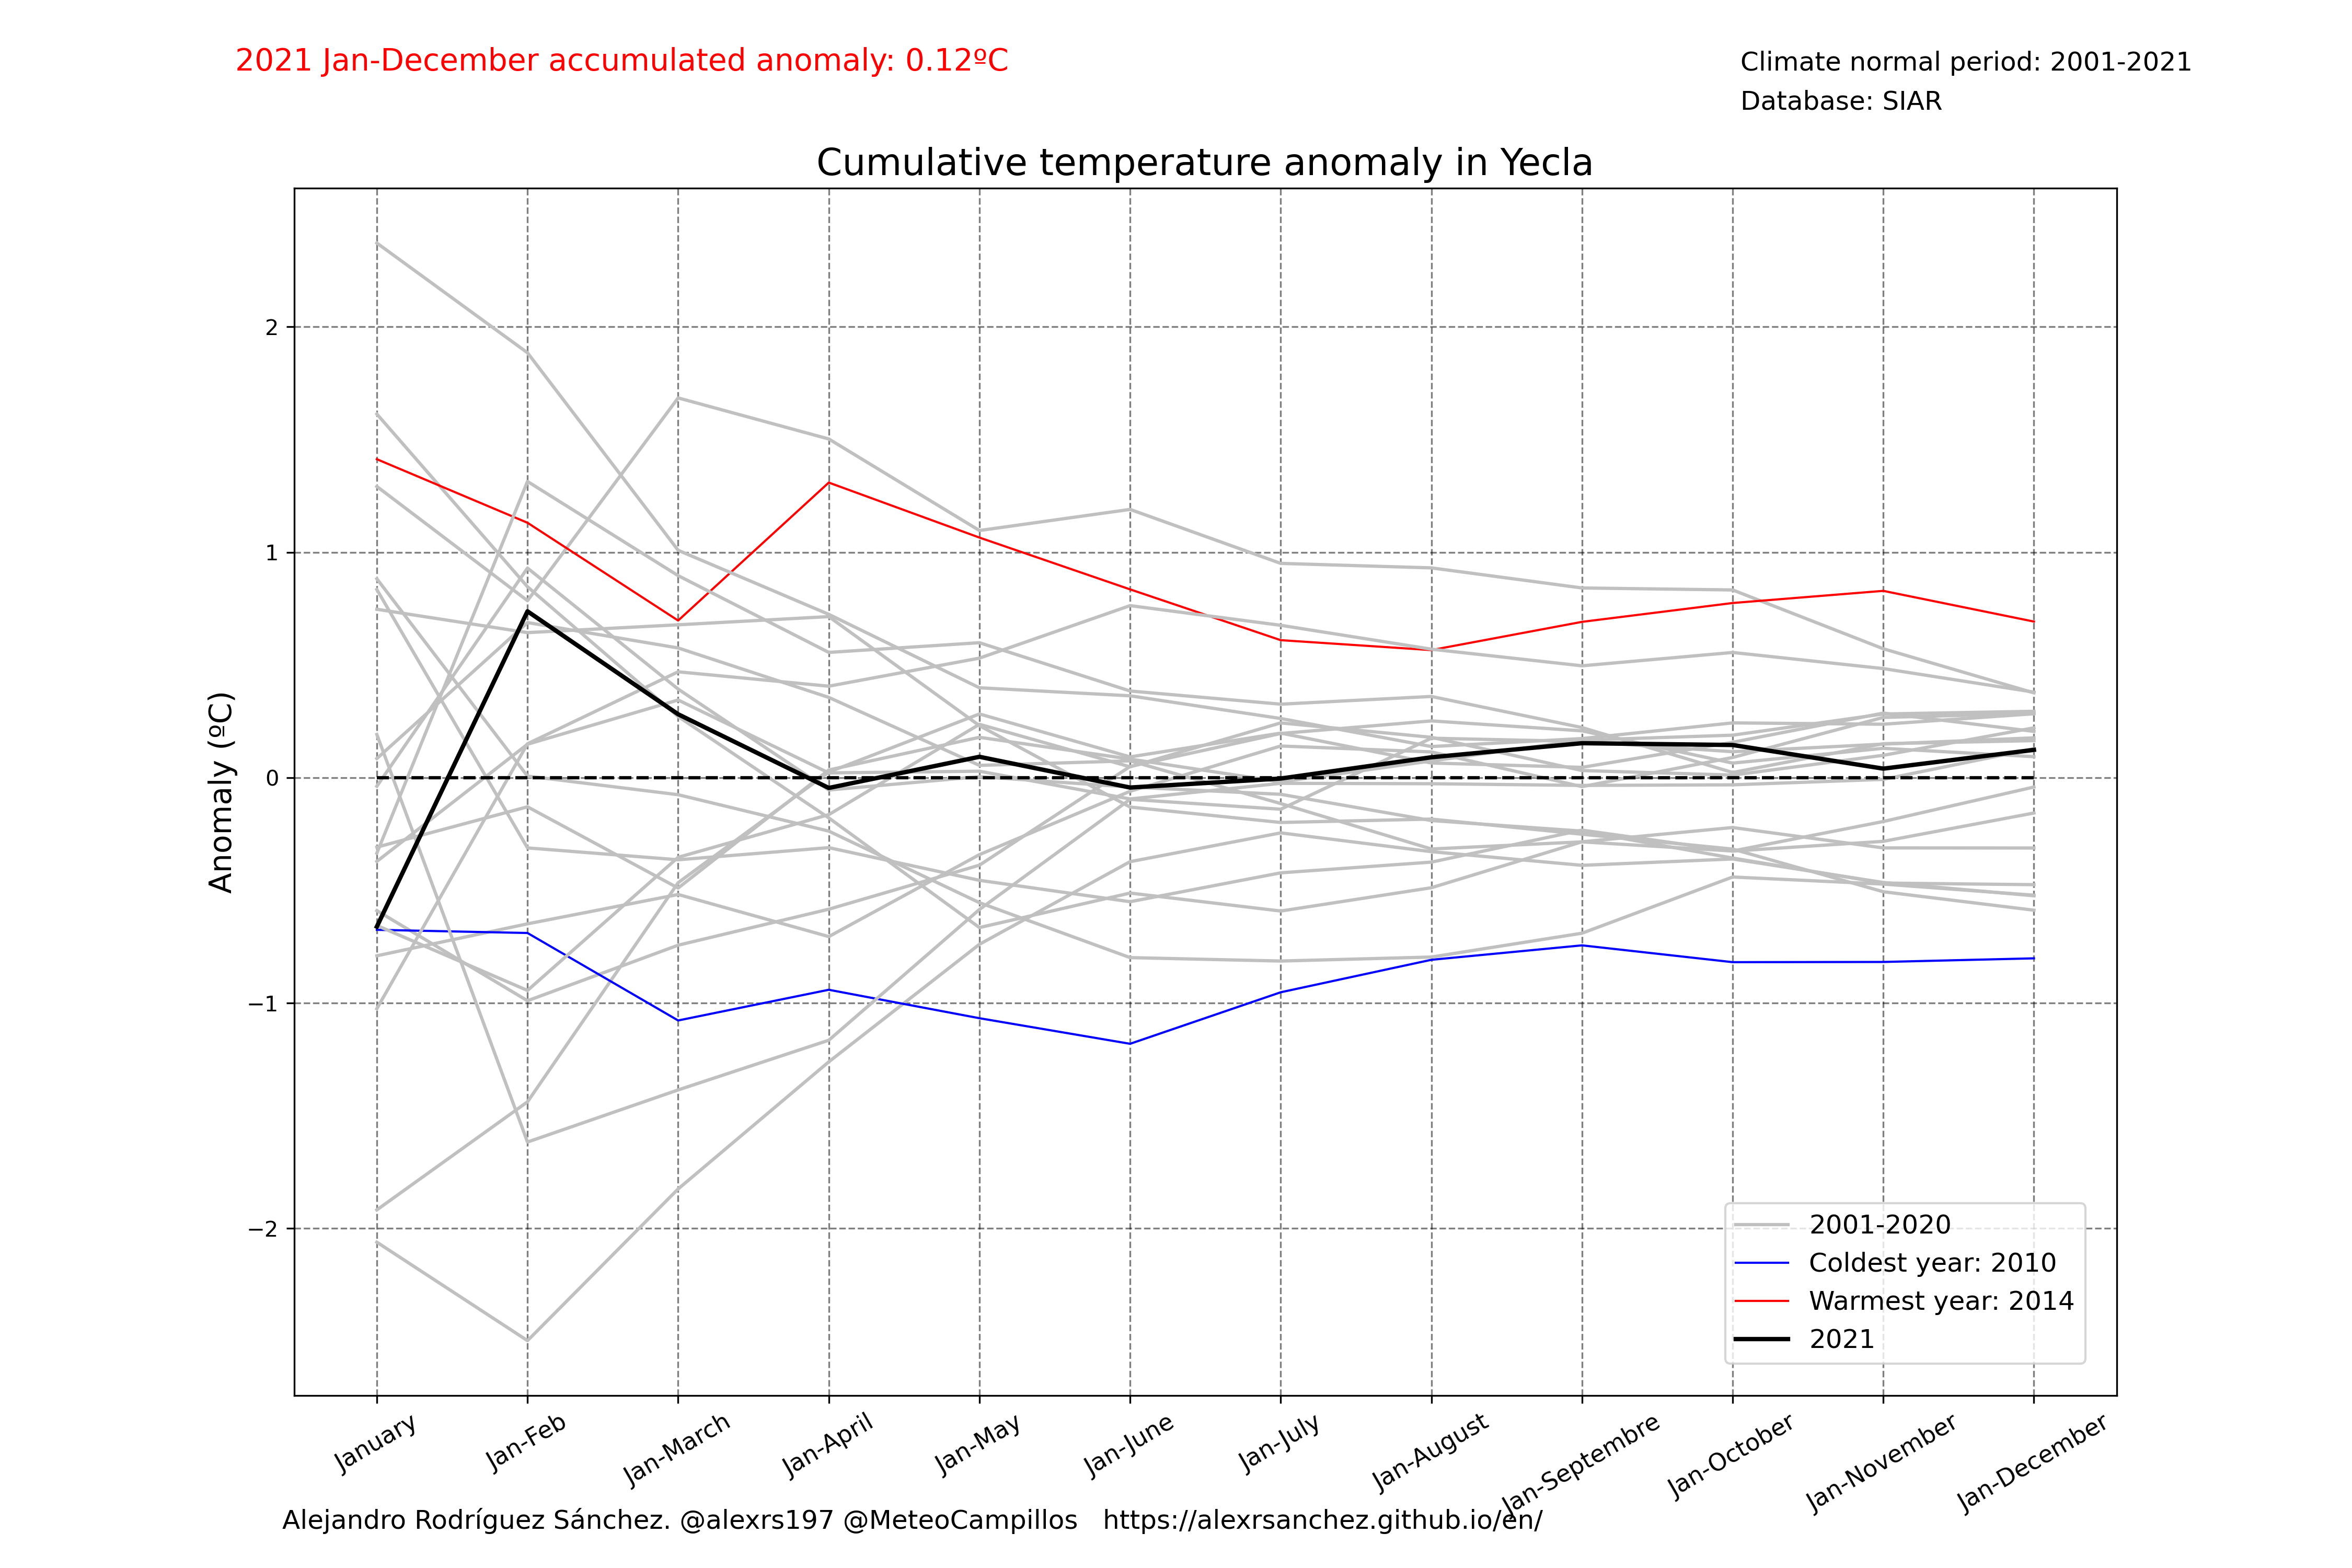 2021 Jan-December accumulated anomaly: 0.12ºC
Climate normal period: 2001-2021
Database: SIAR
Cumulative temperature anomaly in Yecla
Anomaly (ºC)
2
1
0
−1
−2
2001-2020
Coldest year: 2010
Warmest year: 2014
2021
January
Jan-Feb
Jan-March
Jan-April
Jan-May
Jan-June
Jan-July
Jan-August
Jan-Septembre
Jan-October
Jan-November
Jan-December
Alejandro Rodríguez Sánchez. @alexrs197 @MeteoCampillos   https://alexrsanchez.github.io/en/